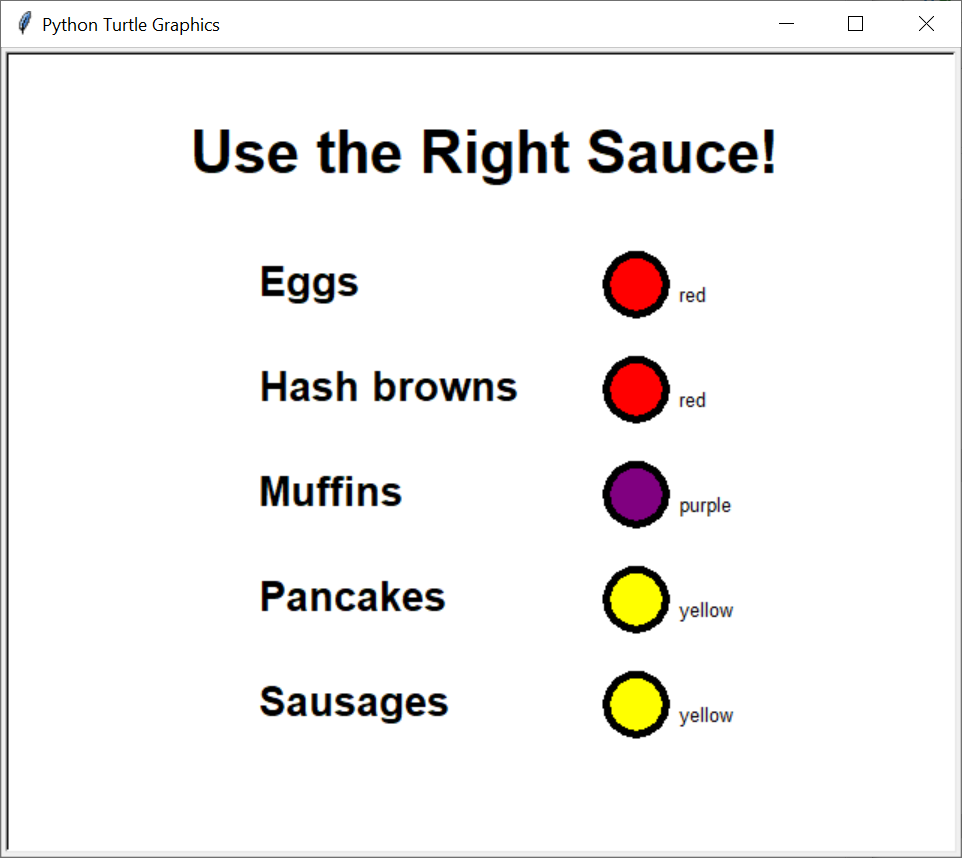 Python Turtle Graphics
Use the Right Sauce!
Eggs red
Hash browns red
Muffins purple
Pancakes yellow
Sausages yellow